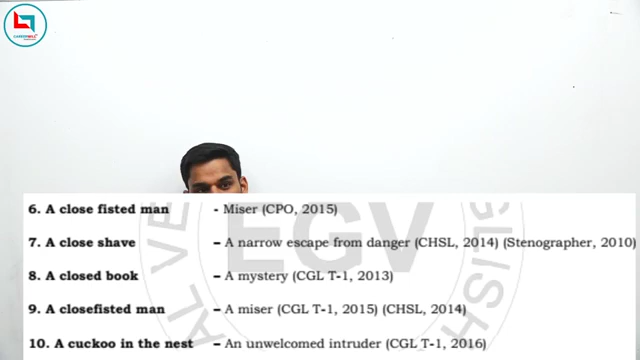 CAREERWILL
6. A close fisted man - Miser (CPO, 2015)
7. A close shave – A narrow escape from danger (CHSL, 2014) (Stenographer, 2010)
8. A closed book – A mystery (CGL T-1, 2013)
9. A closefisted man – A miser (CGL T-1, 2015) (CHSL, 2014)
10. A cuckoo in the nest – An unwelcomed intruder (CGL T-1, 2016)
EGV